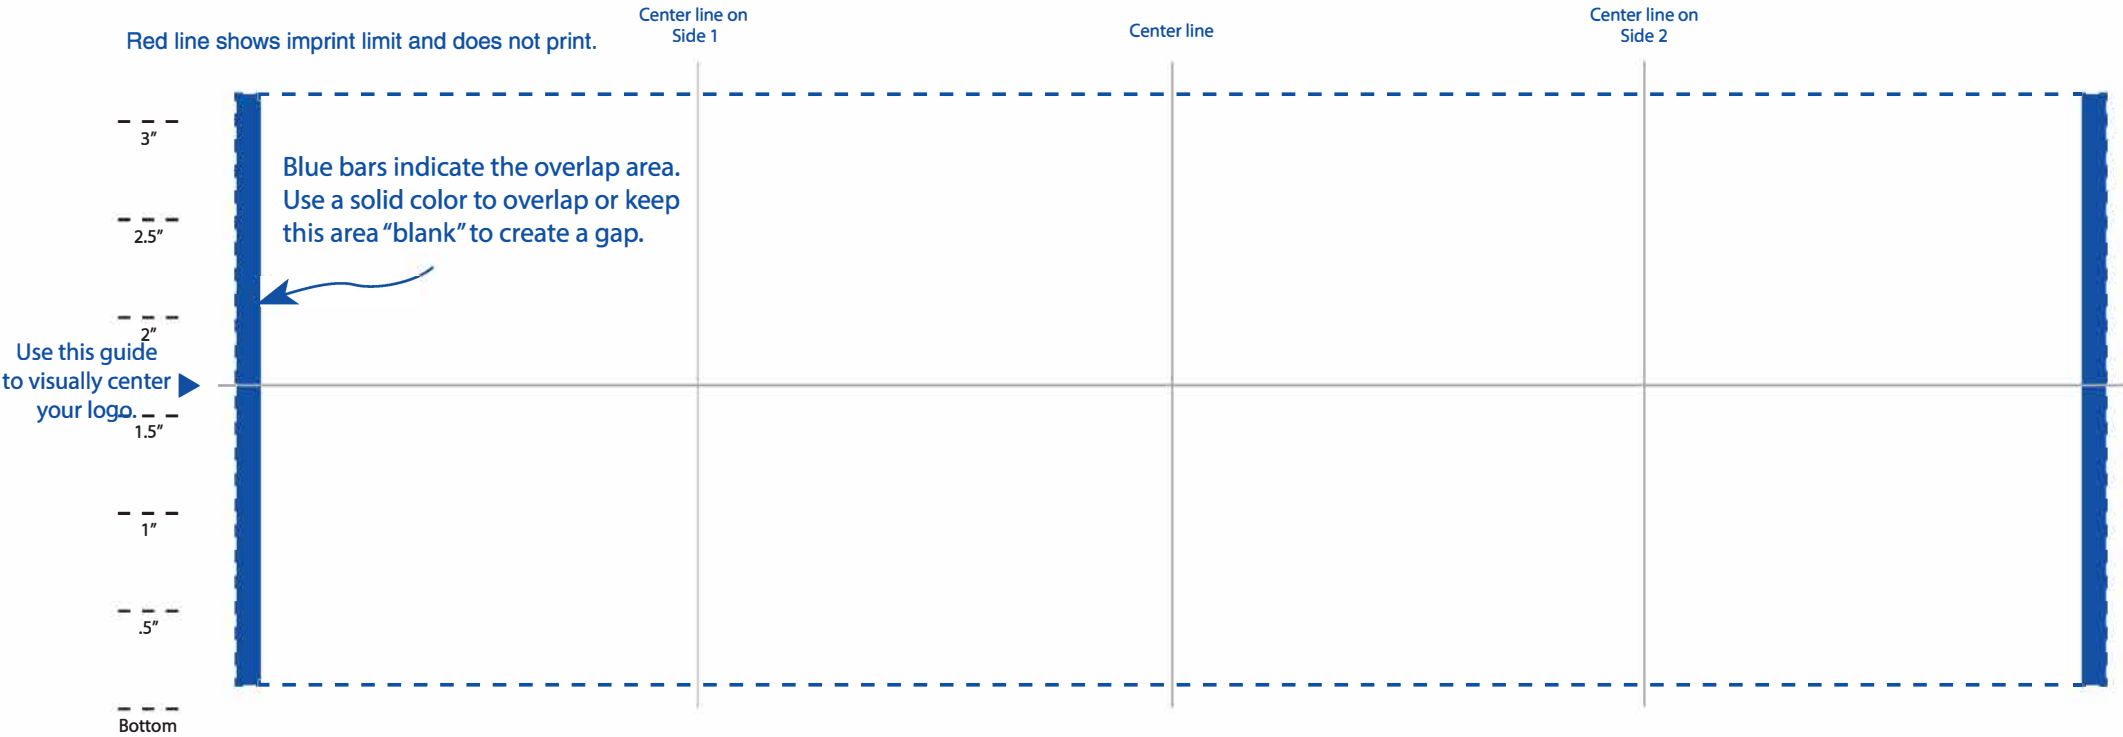 Center line on
Side 1
Center line
Center line on
Side 2
Red line shows imprint limit and does not print.
3”
Blue bars indicate the overlap area.
Use a solid color to overlap or keep
this area “blank” to create a gap.
2.5”
2”
Use this guide
to visually center
your logo.
1.5”
1”
.5”
Bottom